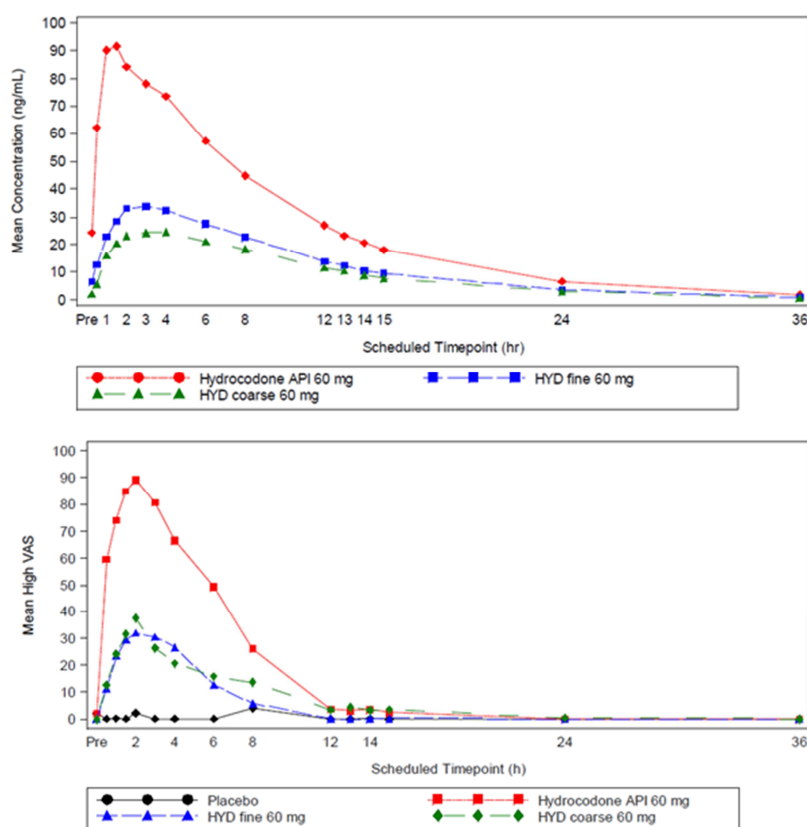 100
90
80
70
60
50
40
30
20
10
0
Mean Concentration (ng/mL)
Pre 1 2 3 4 6 8 12 13 14 15 24 36
Scheduled Timepoint (hr)
Hydrocodone API 60 mg HYD fine 60 mg
HYD coarse 60 mg
100
90
80
70
60
50
40
30
20
10
0
Mean High VAS
Pre 2 4 6 8 12 14 24 36
Scheduled Timepoint (h)
Placebo Hydrocodone API 60 mg
HYD fine 60 mg HYD coarse 60 mg